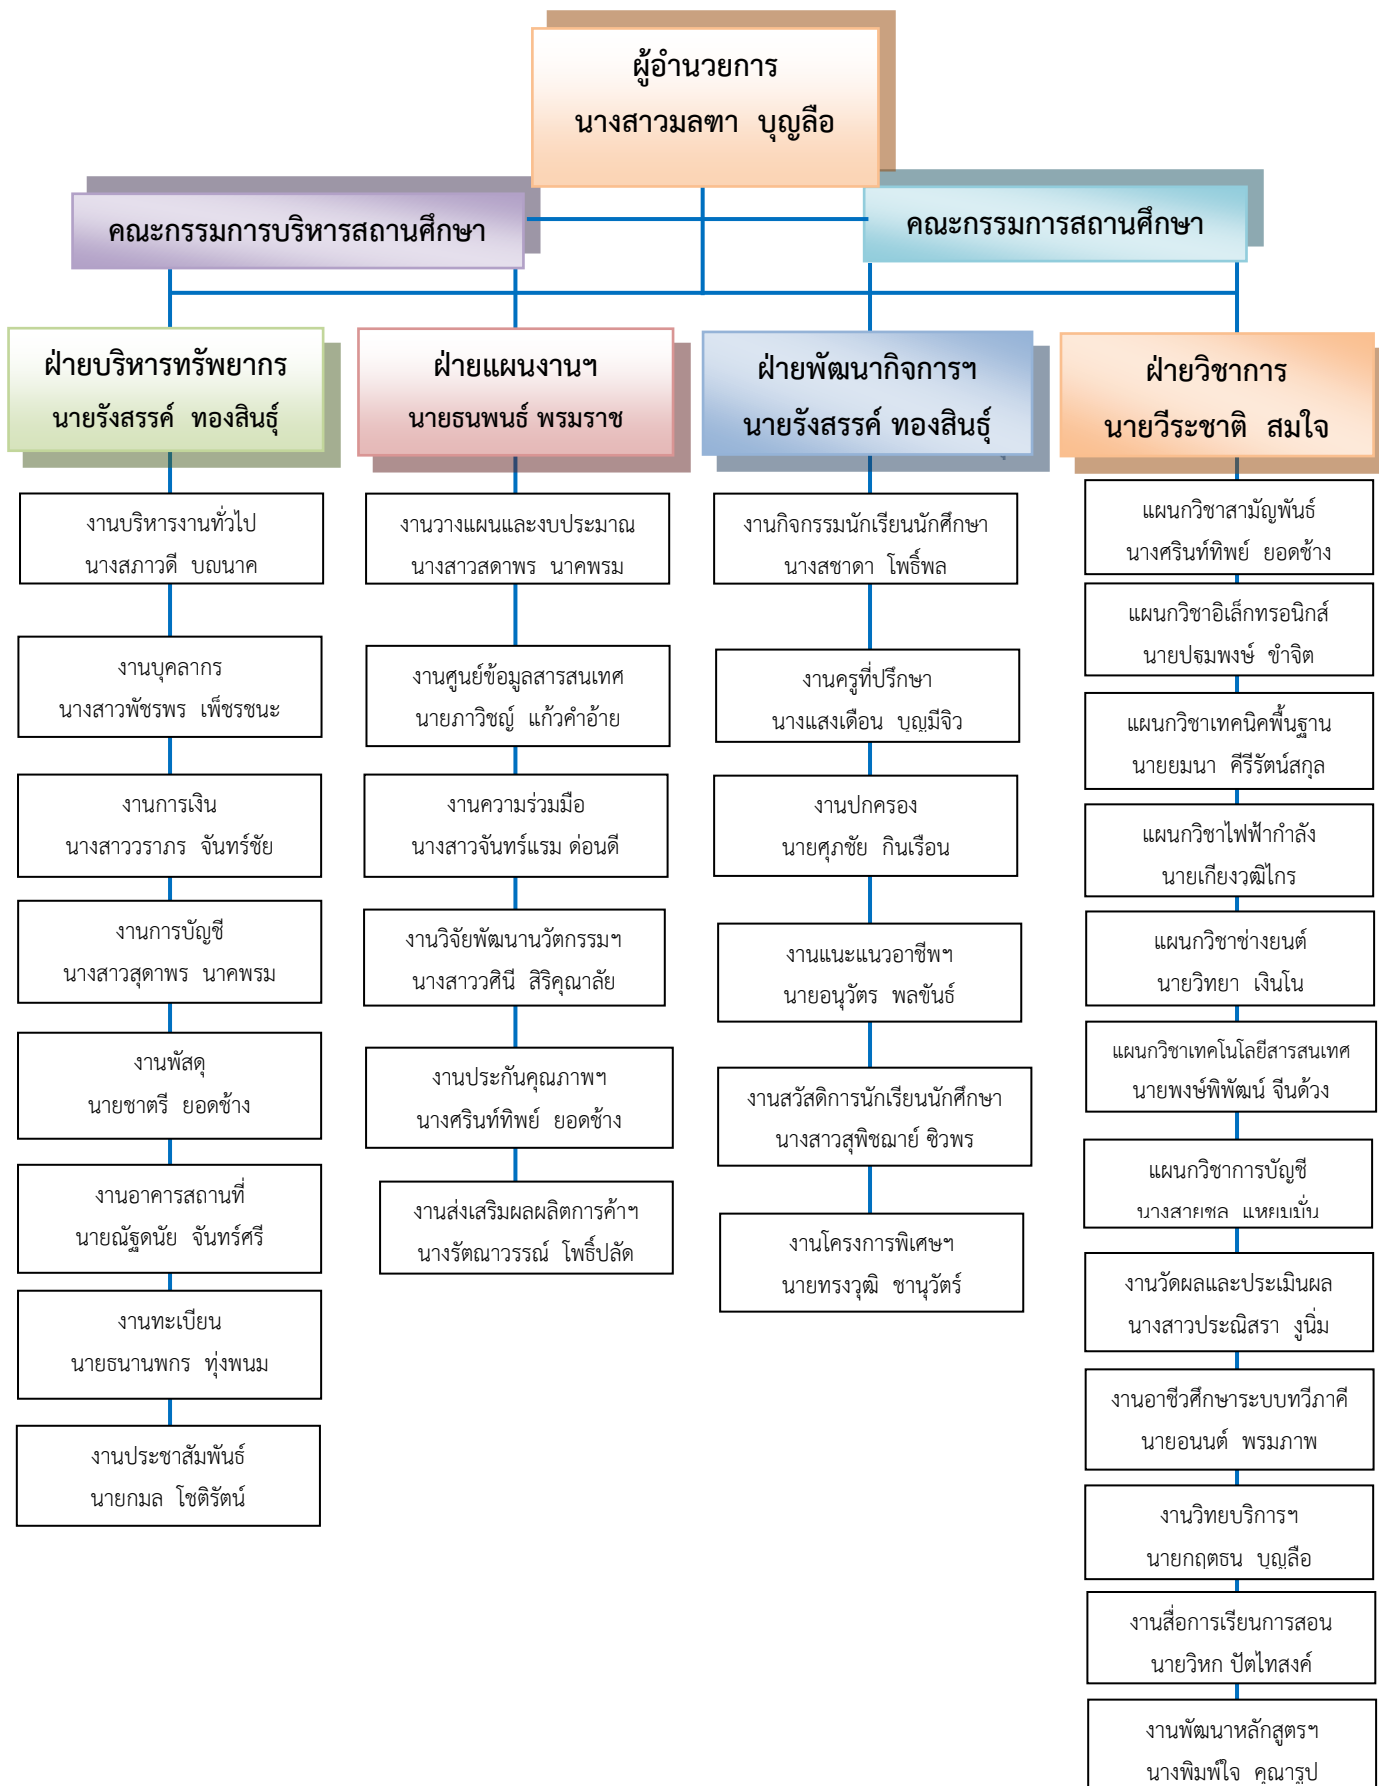 ผู้อำนวยการ
นางสาวมลฑา บุญลือ
คณะกรรมการบริหารสถานศึกษา
คณะกรรมการสถานศึกษา
ฝ่ายบริหารทรัพยากร
นายรังสรรค์ ทองสินธุ์
งานบริหารงานทั่วไป
นางสภาวดี บญนาค
งานบุคลากร
นางสาวพัชรพร เพ็ชรชนะ
งานการเงิน
นางสาววราภร จันทร์ชัย
งานการบัญชี
นางสาวสุดาพร นาคพรม
งานพัสดุ
นายชาตรี ยอดช้าง
งานอาคารสถานที่
นายณัฐดนัย จันทร์ศรี
งานทะเบียน
นายธนานพกร ทุ่งพนม
งานประชาสัมพันธ์
นายกมล โชติรัตน์
ฝ่ายแผนงานฯ
นายธนพนธ์ พรมราช
งานวางแผนและงบประมาณ
นางสาวสดาพร นาคพรม
งานศูนย์ข้อมูลสารสนเทศ
นายภาวิชญ์ แก้วคำอ้าย
งานความร่วมมือ
นางสาวจันทร์แรม ด่อนดี
งานวิจัยพัฒนานวัตกรรมฯ
นางสาววศินี สิริคุณาลัย
งานประกันคุณภาพฯ
นางศรินท์ทิพย์ ยอดช้าง
งานส่งเสริมผลผลิตการค้าฯ
นางรัตณาวรรณ์ โพธิ์ปลัด
ฝ่ายพัฒนากิจการฯ
นายรังสรรค์ ทองสินธุ์
งานกิจกรรมนักเรียนนักศึกษา
นางสชาดา โพธิ์พล
งานครูที่ปรึกษา
นางแสงเดือน บุญมีจิว
งานปกครอง
นายศุภชัย กินเรือน
งานแนะแนวอาชีพฯ
นายอนุวัตร พลขันธ์
งานสวัสดิการนักเรียนนักศึกษา
นางสาวสุพิชฌาย์ ซิวพร
งานโครงการพิเศษฯ
นายทรงวุฒิ ชานุวัตร์
ฝ่ายวิชาการ
นายวีระชาติ สมใจ
แผนกวิชาสามัญพันธ์
นางศรินท์ทิพย์ ยอดช้าง
แผนกวิชาอิเล็กทรอนิกส์
นายปฐมพงษ์ ขำจิต
แผนกวิชาเทคนิคพื้นฐาน
นายยมนา คีรีรัตน์สกุล
แผนกวิชาไฟฟ้ากำลัง
นายเกียงวฒิไกร
แผนกวิชาช่างยนต์
นายวิทยา เงินโน
แผนกวิชาเทคโนโลยีสารสนเทศ
นายพงษ์พิพัฒน์ จีนด้วง
แผนกวิชาการบัญชี
นางสายชล แหยมมั่น
งานวัดผลและประเมินผล
นางสาวประณิสรา งูนิ่ม
งานอาชีวศึกษาระบบทวีภาคี
นายอนนต์ พรมภาพ
งานวิทยบริการฯ
นายกฤตธน บุญลือ
งานสื่อการเรียนการสอน
นายวิหก ปัตไทสงค์
งานพัฒนาหลักสูตรฯ
นางพิมพ์ใจ คุณารูป